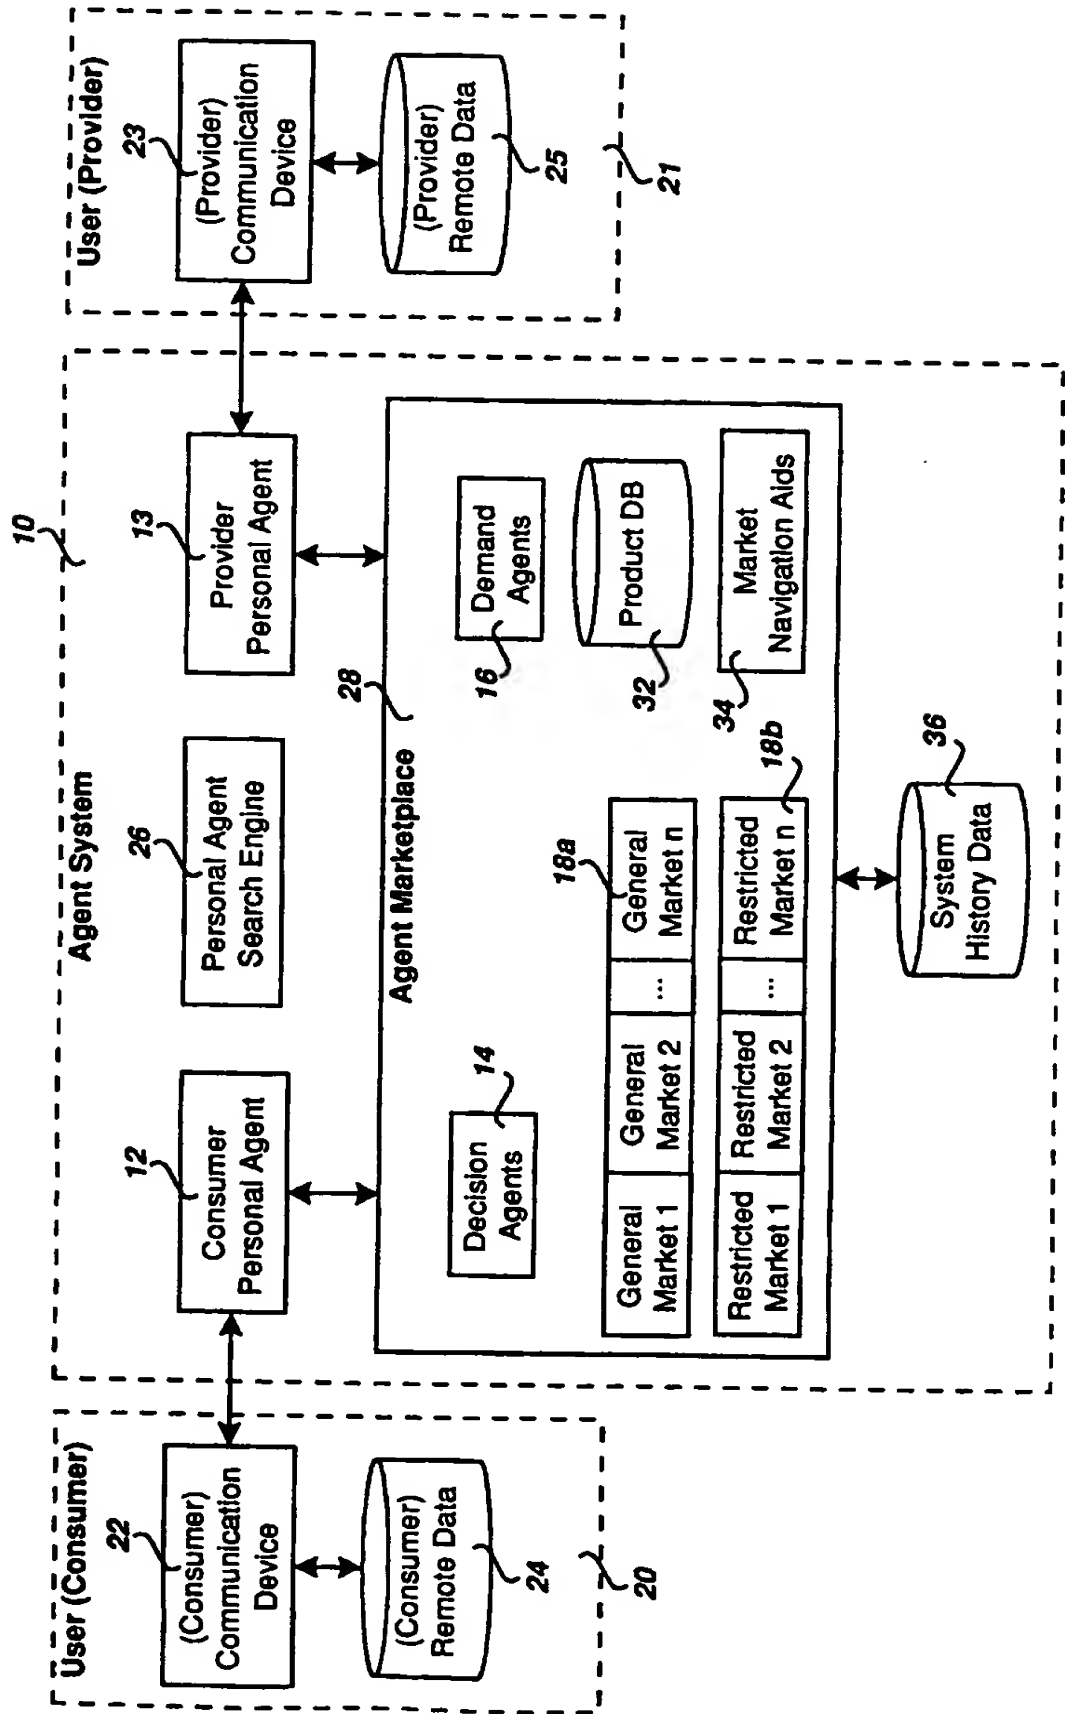 User (Consumer)
22
(Consumer)
Communication
Device
(Consumer)
Remote Data
24
20
10
Agent System
12
Consumer
Personal Agent
26
Personal Agent
Search Engine
13
Provider
Personal Agent
28
Agent Marketplace
14
Decision
Agents
16
Demand
Agents
18a
General
Market 1
General
Market 2
...
General
Market n
32
Product DB
18b
Restricted
Market 1
Restricted
Market 2
...
Restricted
Market n
34
Market
Navigation Aids
36
System
History Data
User (Provider)
23
(Provider)
Communication
Device
(Provider)
Remote Data
25
21